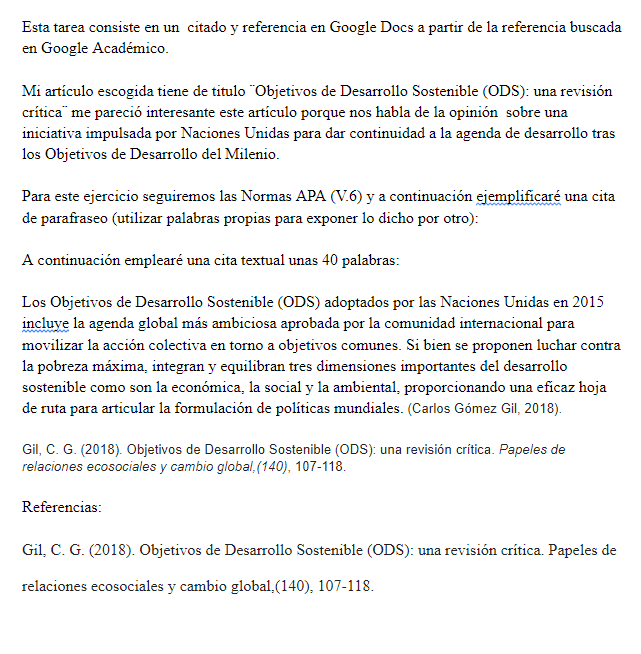 Esta tarea consiste en un  citado y referencia en Google Docs a partir de la referencia buscada
en Google Académico.
Mi artículo escogida tiene de titulo ¨Objetivos de Desarrollo Sostenible (ODS): una revisión
crítica¨ me pareció interesante este artículo porque nos habla de la opinión  sobre una
iniciativa impulsada por Naciones Unidas para dar continuidad a la agenda de desarrollo tras
los Objetivos de Desarrollo del Milenio.
Para este ejercicio seguiremos las Normas APA (V.6) y a continuación ejemplificaré una cita
de parafraseo (utilizar palabras propias para exponer lo dicho por otro):
A continuación emplearé una cita textual unas 40 palabras:
Los Objetivos de Desarrollo Sostenible (ODS) adoptados por las Naciones Unidas en 2015
incluye la agenda global más ambiciosa aprobada por la comunidad internacional para
movilizar la acción colectiva en torno a objetivos comunes. Si bien se proponen luchar contra
la pobreza máxima, integran y equilibran tres dimensiones importantes del desarrollo
sostenible como son la económica, la social y la ambiental, proporcionando una eficaz hoja
de ruta para articular la formulación de políticas mundiales. (Carlos Gómez Gil, 2018).
Gil, C. G. (2018). Objetivos de Desarrollo Sostenible (ODS): una revisión crítica. Papeles de
relaciones ecosociales y cambio global,(140), 107-118.
Referencias:
Gil, C. G. (2018). Objetivos de Desarrollo Sostenible (ODS): una revisión crítica. Papeles de
relaciones ecosociales y cambio global,(140), 107-118.